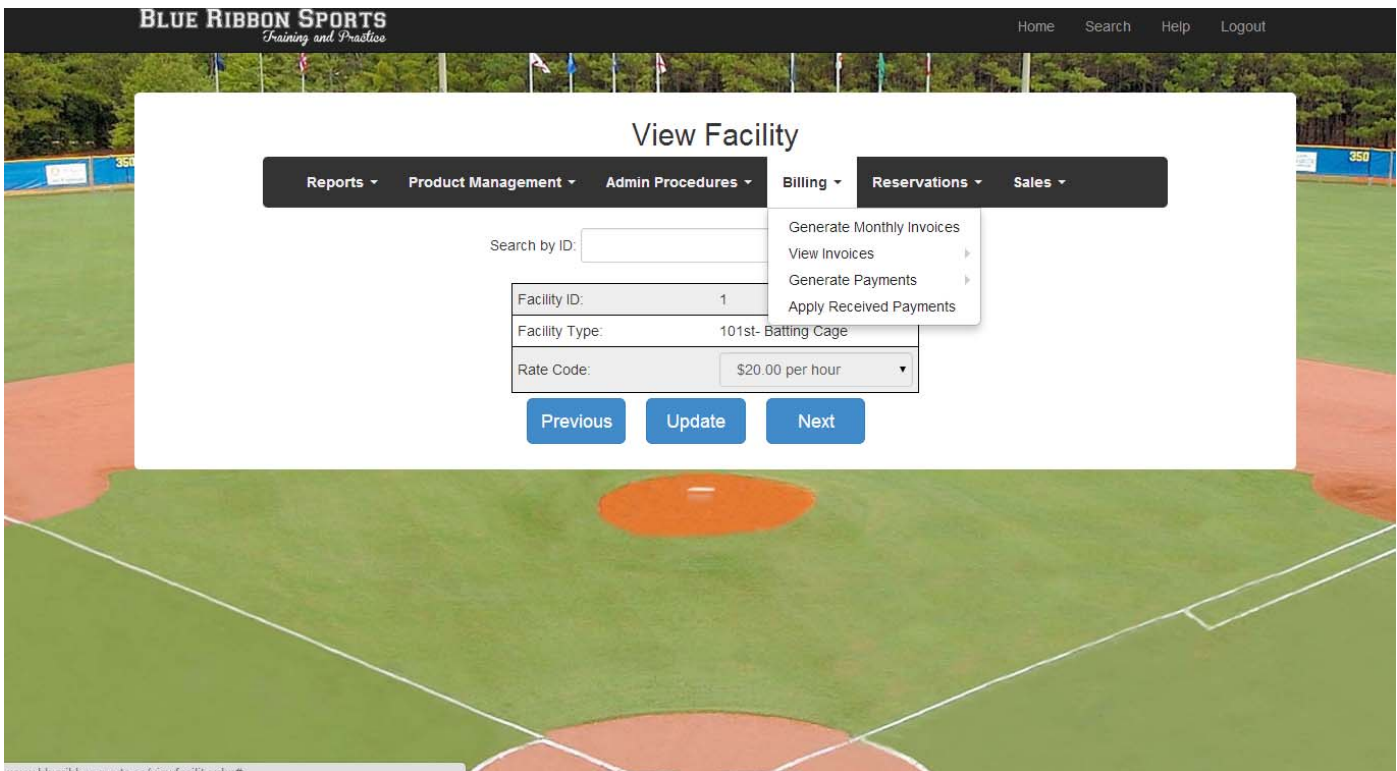 BLUE RIBBON SPORTS
Training and Practice
Home Search Help Logout
View Facility
Reports Product Management Admin Procedures Billing Reservations Sales
Generate Monthly Invoices
View Invoices
Generate Payments
Apply Received Payments
Search by ID:
Facility ID: 1
Facility Type: 101st- Batting Cage
Rate Code: $20.00 per hour
Previous Update Next
350
350